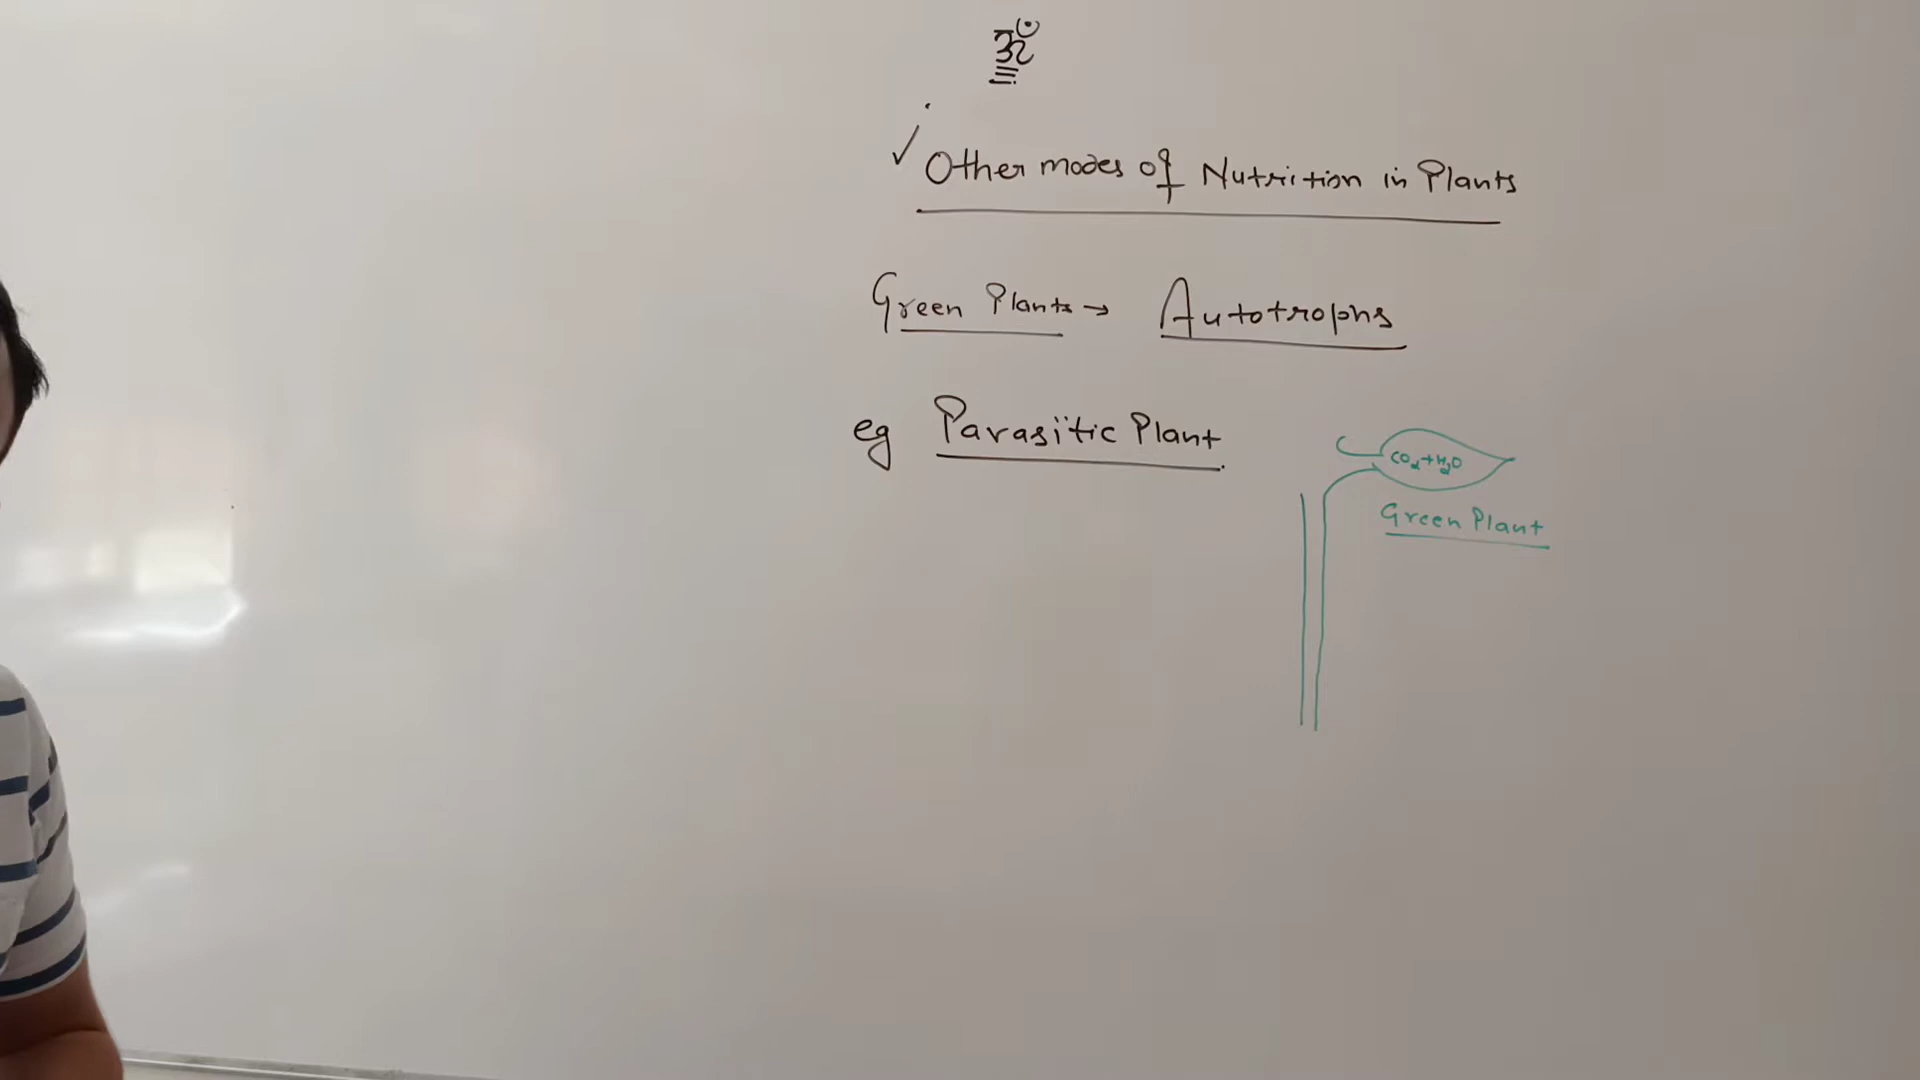 ॐ
✓ Other modes of Nutrition in Plants
Green Plants → Autotrophs
eg Parasitic Plant
CO₂+H₂O
Green Plant